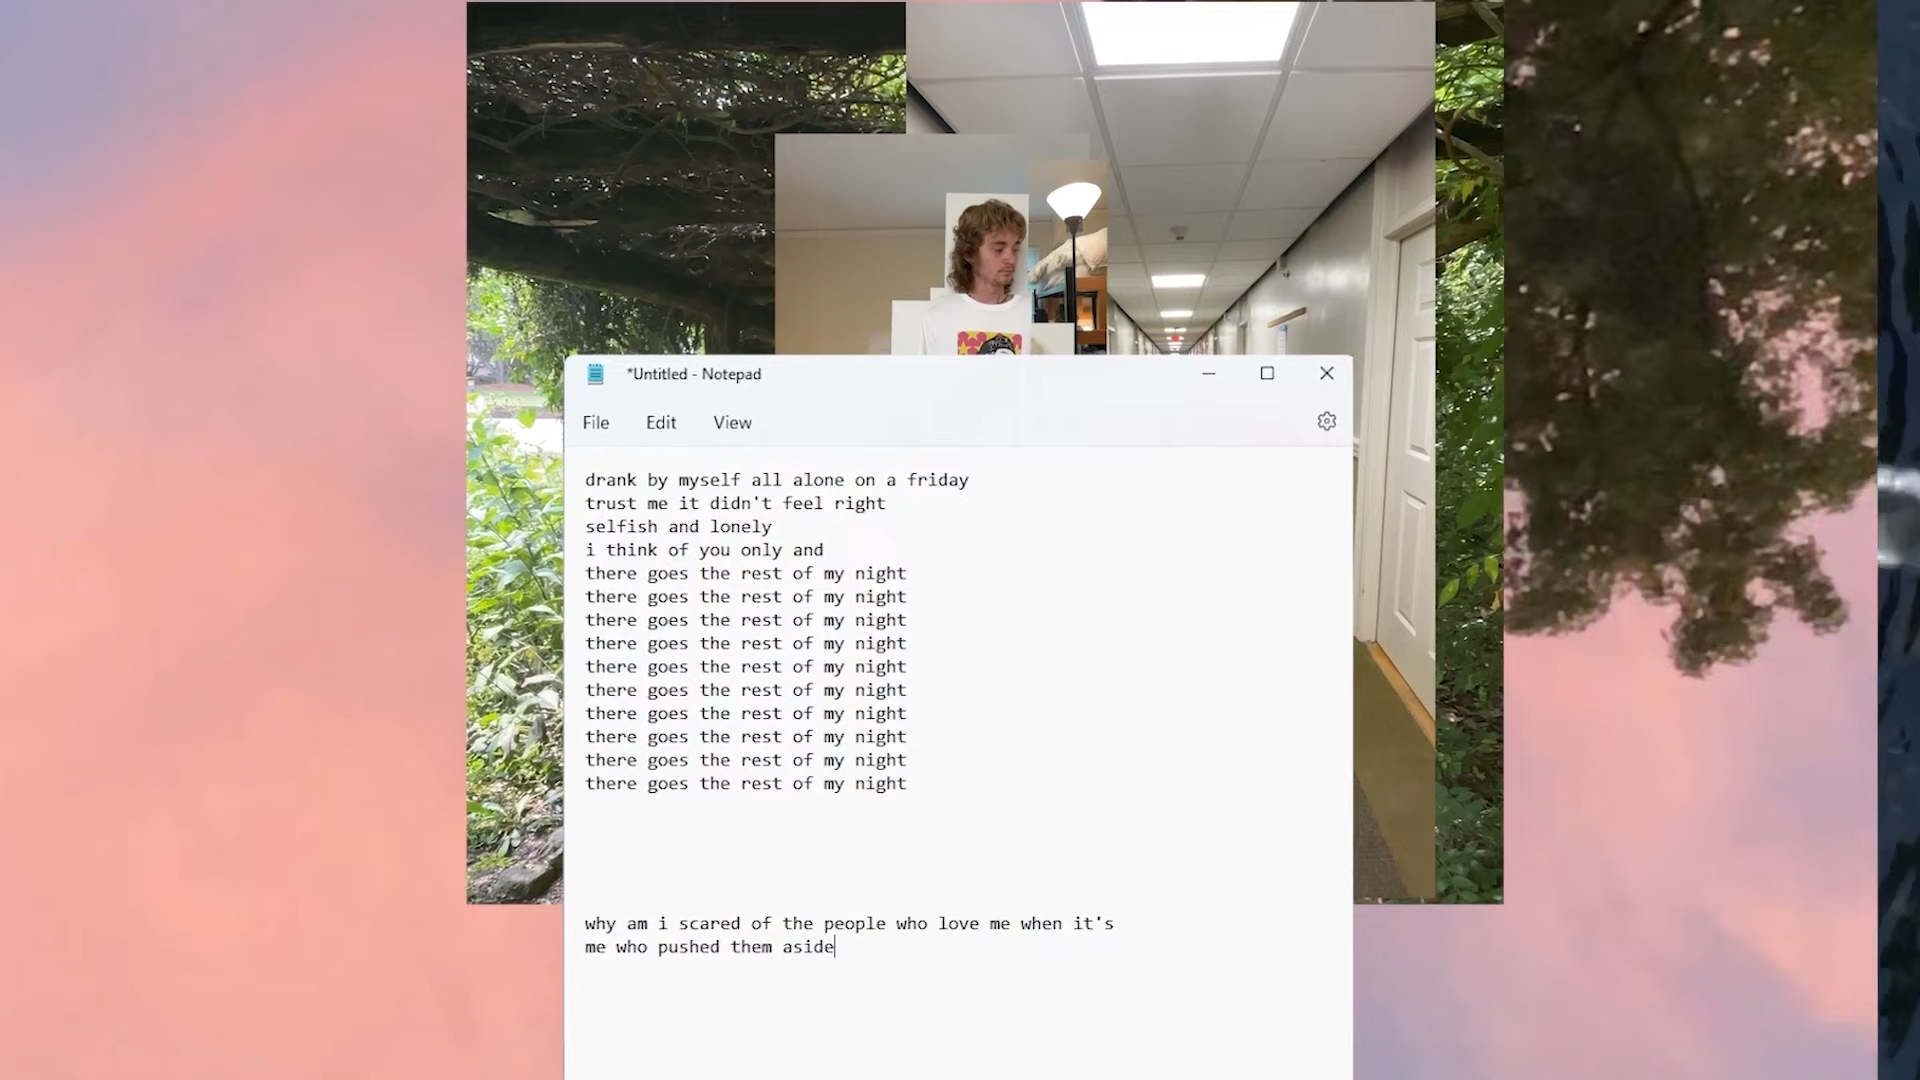 *Untitled - Notepad
File Edit View
drank by myself all alone on a friday
trust me it didn't feel right
selfish and lonely
i think of you only and
there goes the rest of my night
there goes the rest of my night
there goes the rest of my night
there goes the rest of my night
there goes the rest of my night
there goes the rest of my night
there goes the rest of my night
there goes the rest of my night
there goes the rest of my night
there goes the rest of my night
why am i scared of the people who love me when it's
me who pushed them aside